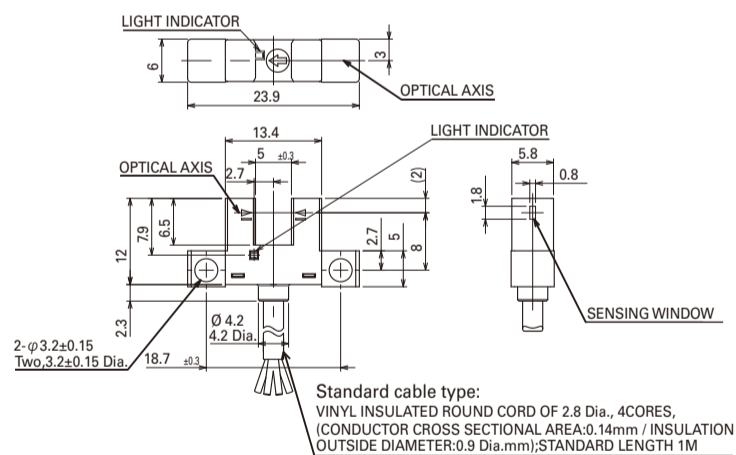 LIGHT INDICATOR
6
3
OPTICAL AXIS
23.9
13.4
LIGHT INDICATOR
5 ±0.3
5.8
OPTICAL AXIS
2.7
(2)
0.8
1.8
12
7.9
6.5
2.7
5
8
2.3
SENSING WINDOW
Ø 4.2
4.2 Dia.
2-φ3.2±0.15
Two,3.2±0.15 Dia.
18.7 ±0.3
Standard cable type:
VINYL INSULATED ROUND CORD OF 2.8 Dia., 4CORES,
(CONDUCTOR CROSS SECTIONAL AREA:0.14mm / INSULATION
OUTSIDE DIAMETER:0.9 Dia.mm);STANDARD LENGTH 1M